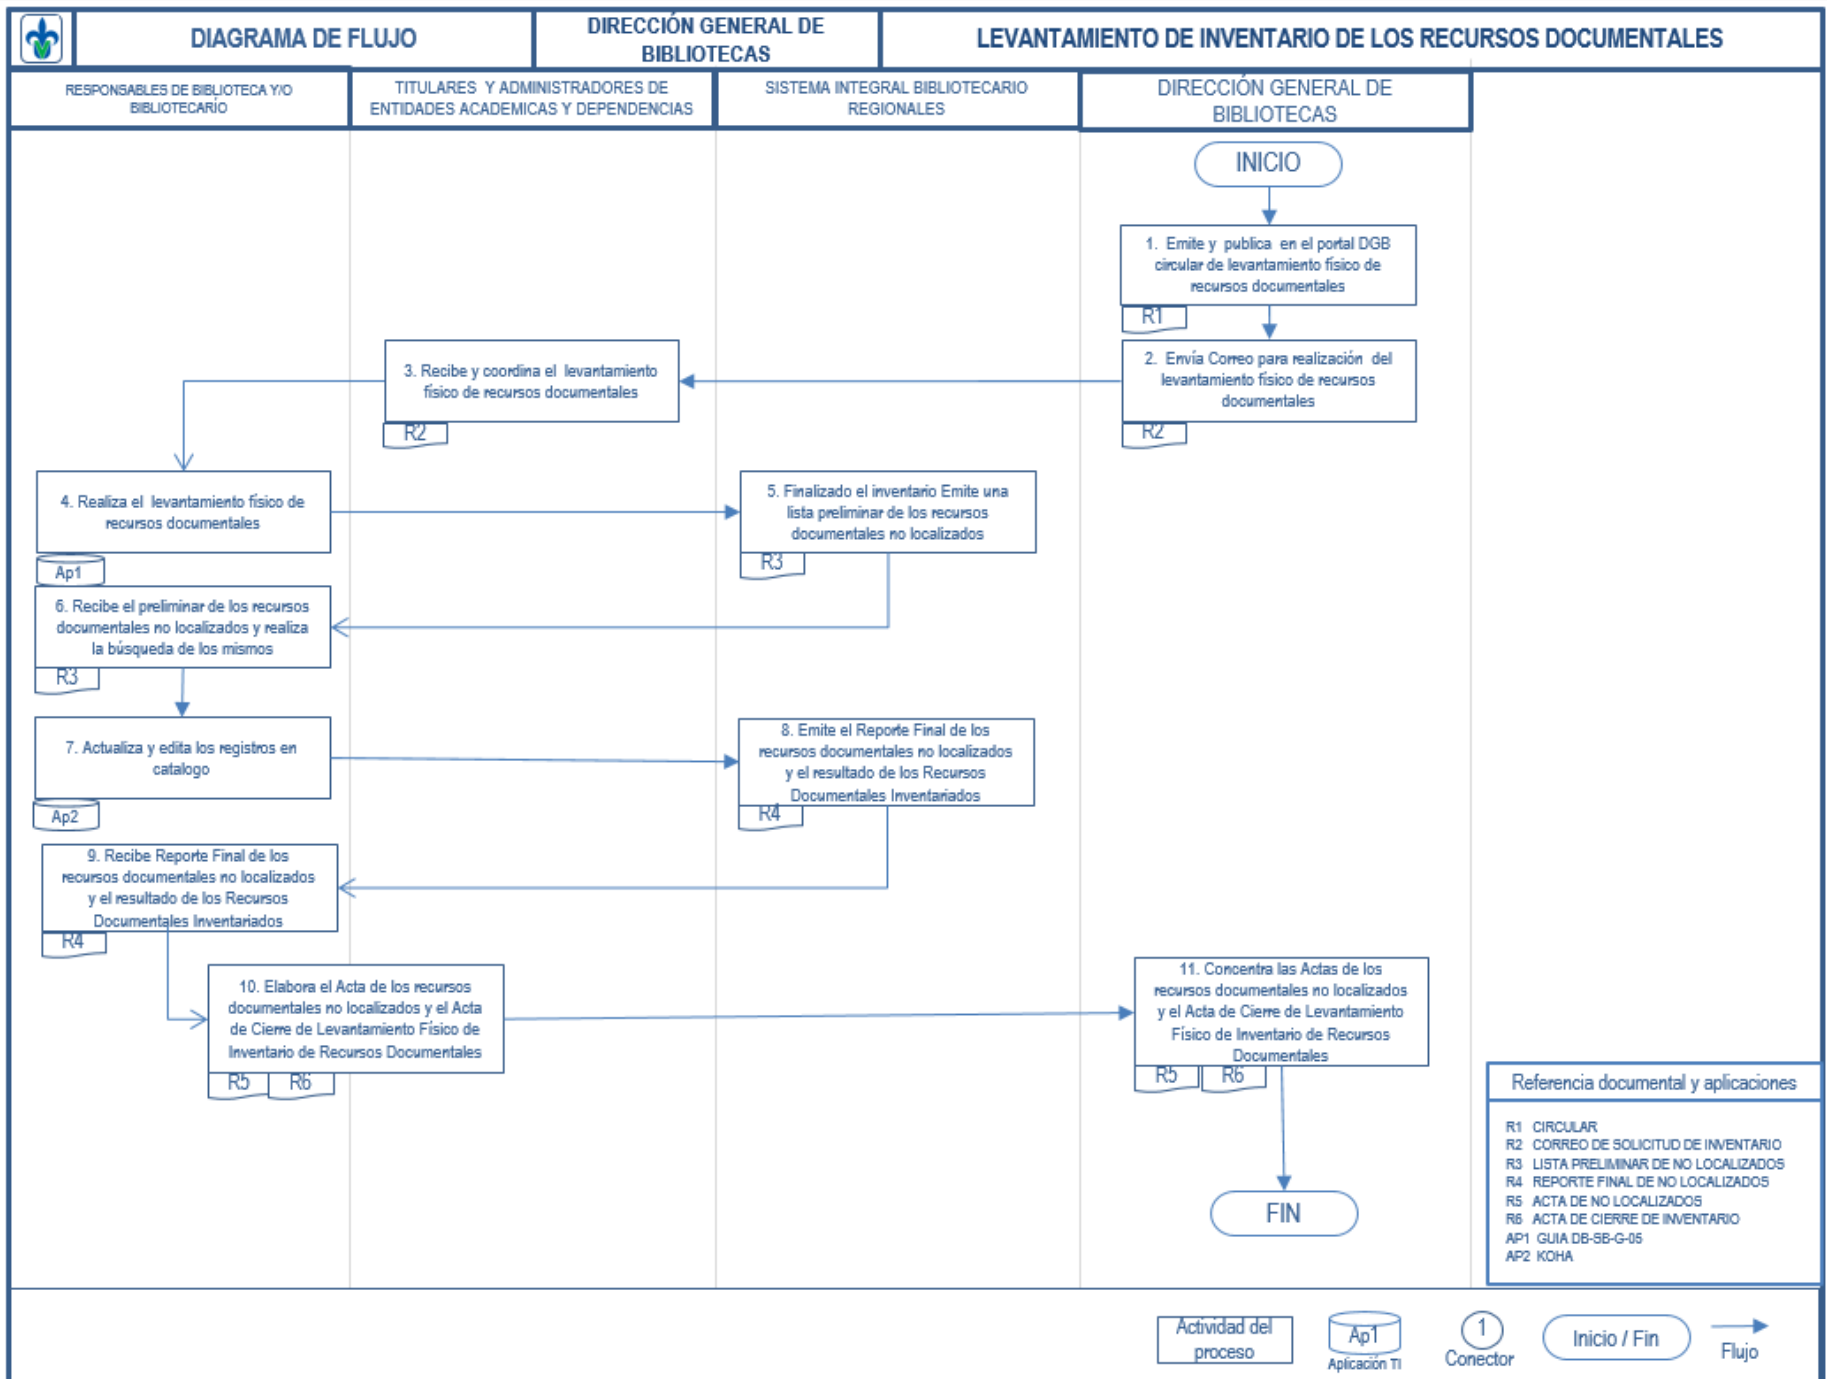 DIAGRAMA DE FLUJO
DIRECCIÓN GENERAL DE
BIBLIOTECAS
LEVANTAMIENTO DE INVENTARIO DE LOS RECURSOS DOCUMENTALES
RESPONSABLES DE BIBLIOTECA Y/O
BIBLIOTECARÍO
TITULARES Y ADMINISTRADORES DE
ENTIDADES ACADEMICAS Y DEPENDENCIAS
SISTEMA INTEGRAL BIBLIOTECARIO
REGIONALES
DIRECCIÓN GENERAL DE
BIBLIOTECAS
INICIO
1. Emite y publica en el portal DGB
circular de levantamiento físico de
recursos documentales
R1
2. Envía Correo para realización del
levantamiento físico de recursos
documentales
R2
3. Recibe y coordina el levantamiento
físico de recursos documentales
R2
4. Realiza el levantamiento físico de
recursos documentales
Ap1
5. Finalizado el inventario Emite una
lista preliminar de los recursos
documentales no localizados
R3
6. Recibe el preliminar de los recursos
documentales no localizados y realiza
la búsqueda de los mismos
R3
7. Actualiza y edita los registros en
catalogo
Ap2
8. Emite el Reporte Final de los
recursos documentales no localizados
y el resultado de los Recursos
Documentales Inventariados
R4
9. Recibe Reporte Final de los
recursos documentales no localizados
y el resultado de los Recursos
Documentales Inventariados
R4
10. Elabora el Acta de los recursos
documentales no localizados y el Acta
de Cierre de Levantamiento Físico de
Inventario de Recursos Documentales
R5 R6
11. Concentra las Actas de los
recursos documentales no localizados
y el Acta de Cierre de Levantamiento
Físico de Inventario de Recursos
Documentales
R5 R6
FIN
Referencia documental y aplicaciones
R1 CIRCULAR
R2 CORREO DE SOLICITUD DE INVENTARIO
R3 LISTA PRELIMINAR DE NO LOCALIZADOS
R4 REPORTE FINAL DE NO LOCALIZADOS
R5 ACTA DE NO LOCALIZADOS
R6 ACTA DE CIERRE DE INVENTARIO
AP1 GUIA DB-SB-G-05
AP2 KOHA
Actividad del
proceso
Ap1
Aplicación TI
1
Conector
Inicio / Fin
Flujo